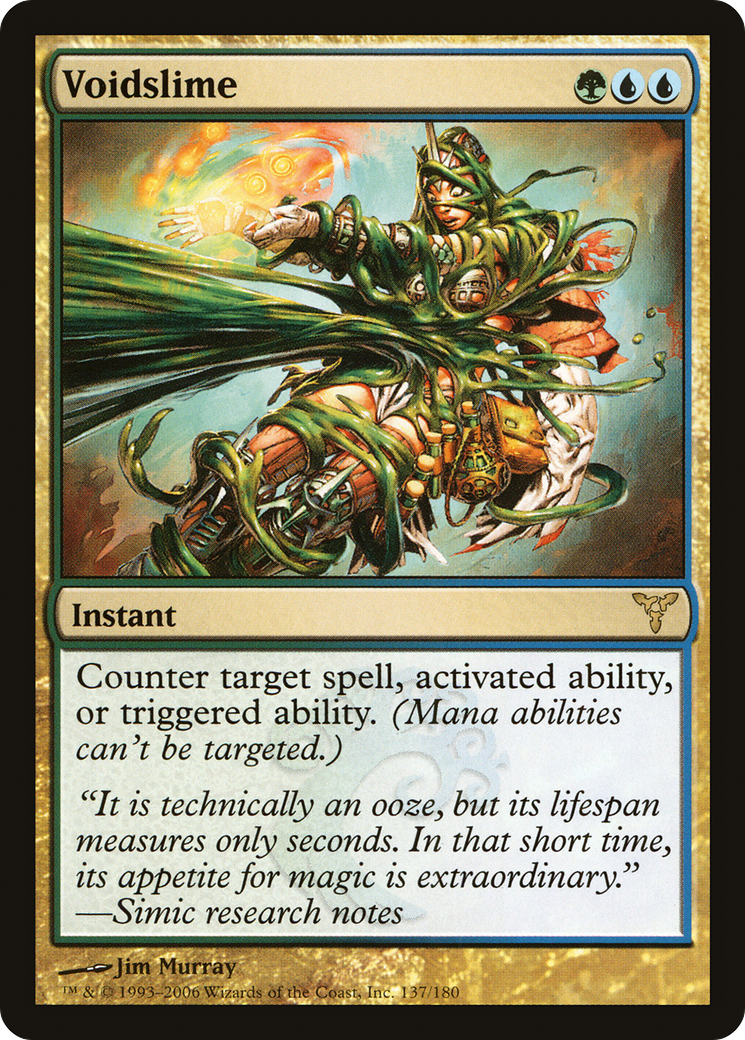 Voidslime
Instant
Counter target spell, activated ability,
or triggered ability. (Mana abilities
can't be targeted.)
“It is technically an ooze, but its lifespan
measures only seconds. In that short time,
its appetite for magic is extraordinary.”
—Simic research notes
Jim Murray
™ & © 1993–2006 Wizards of the Coast, Inc. 137/180